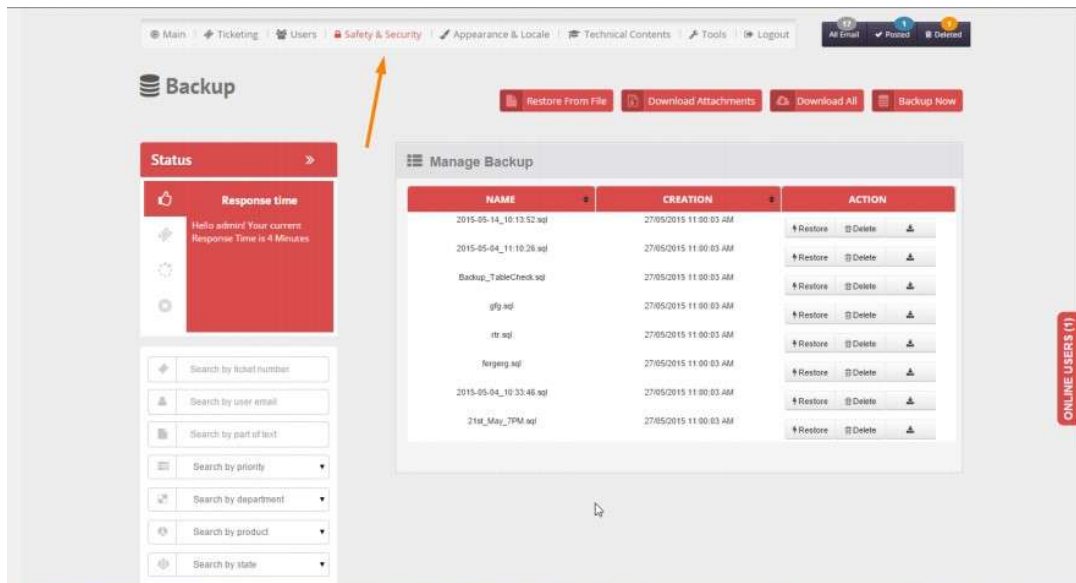 Main Ticketing Users Safety & Security Appearance & Locale Technical Contents Tools Logout
17 1 1
All Email Posted Deleted
Backup
Restore From File Download Attachments Download All Backup Now
Status »
Response time
Hello admin! Your current
Response Time is 4 Minutes
Search by ticket number
Search by user email
Search by part of text
Search by priority
Search by department
Search by product
Search by state
Manage Backup
NAME CREATION ACTION
2015-05-14_10:13:52.sql 27/05/2015 11:00:03 AM Restore Delete
2015-05-04_11:10:26.sql 27/05/2015 11:00:03 AM Restore Delete
Backup_TableCheck.sql 27/05/2015 11:00:03 AM Restore Delete
gfg.sql 27/05/2015 11:00:03 AM Restore Delete
rtr.sql 27/05/2015 11:00:03 AM Restore Delete
fergerg.sql 27/05/2015 11:00:03 AM Restore Delete
2015-05-04_10:33:46.sql 27/05/2015 11:00:03 AM Restore Delete
21st_May_7PM.sql 27/05/2015 11:00:03 AM Restore Delete
ONLINE USERS (1)